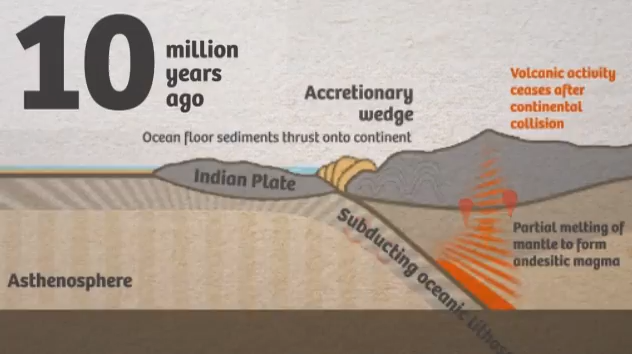 10
million
years
ago
Volcanic activity
ceases after
continental
collision
Accretionary
wedge
Ocean floor sediments thrust onto continent
Indian Plate
Subducting oceanic
Partial melting of
mantle to form
andesitic magma
Asthenosphere